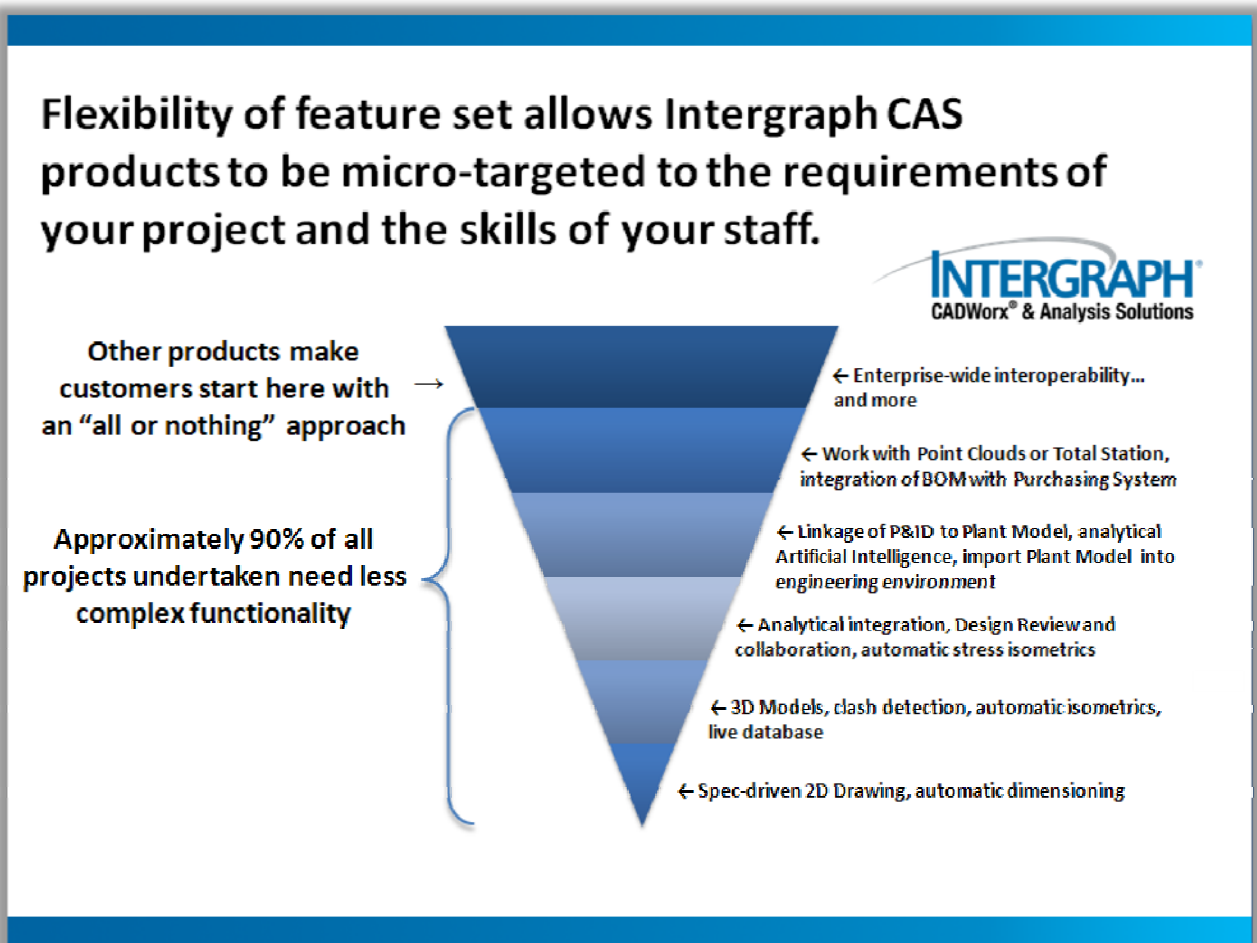 Flexibility of feature set allows Intergraph CAS
products to be micro-targeted to the requirements of
your project and the skills of your staff.
INTERGRAPH®
CADWorx® & Analysis Solutions
Other products make
customers start here with →
an “all or nothing” approach
Approximately 90% of all
projects undertaken need less
complex functionality
← Enterprise-wide interoperability…
and more
← Work with Point Clouds or Total Station,
integration of BOM with Purchasing System
← Linkage of P&ID to Plant Model, analytical
Artificial Intelligence, import Plant Model into
engineering environment
← Analytical integration, Design Review and
collaboration, automatic stress isometrics
← 3D Models, clash detection, automatic isometrics,
live database
← Spec-driven 2D Drawing, automatic dimensioning